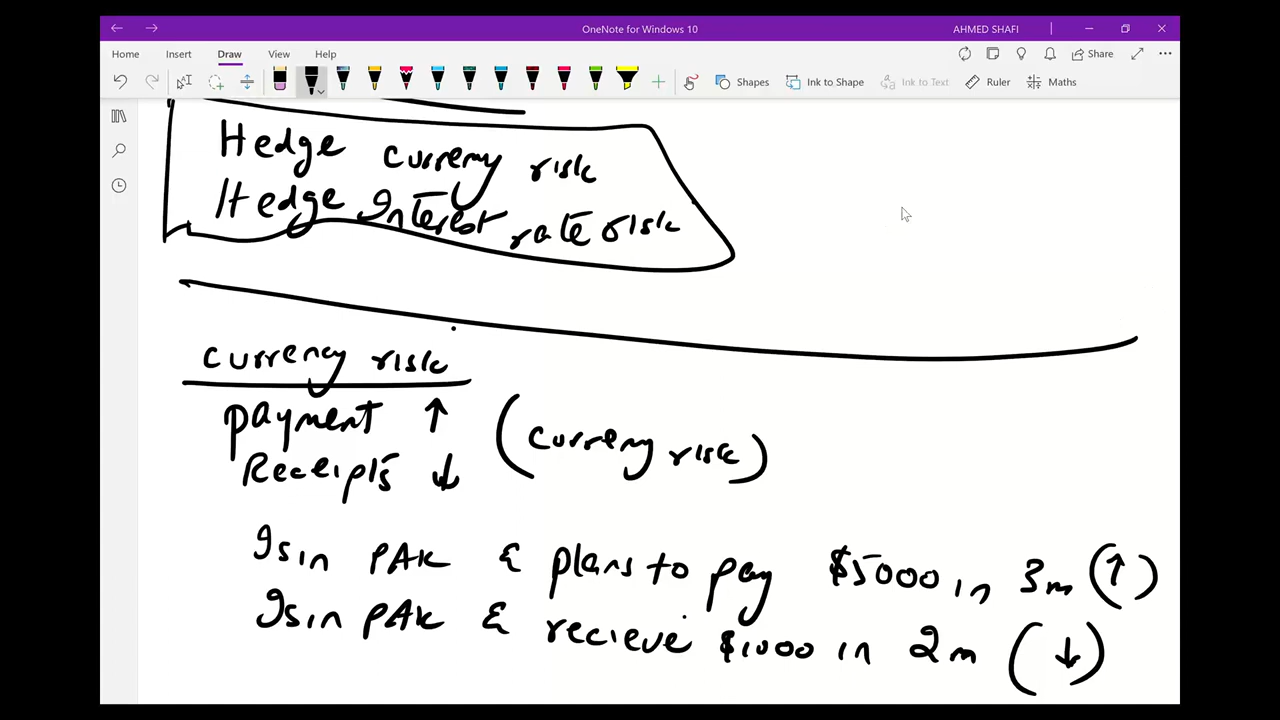 OneNote for Windows 10
AHMED SHAFI
Home Insert Draw View Help
Share
Shapes Ink to Shape Ink to Text Ruler Maths
Hedge currency risk
Hedge Interest rate risk
currency risk
payment ↑ (currency risk)
Receipts ↓
Is in PAK & plans to pay $5000 in 3m (↑)
Is in PAK & recieve $1000 in 2m (↓)